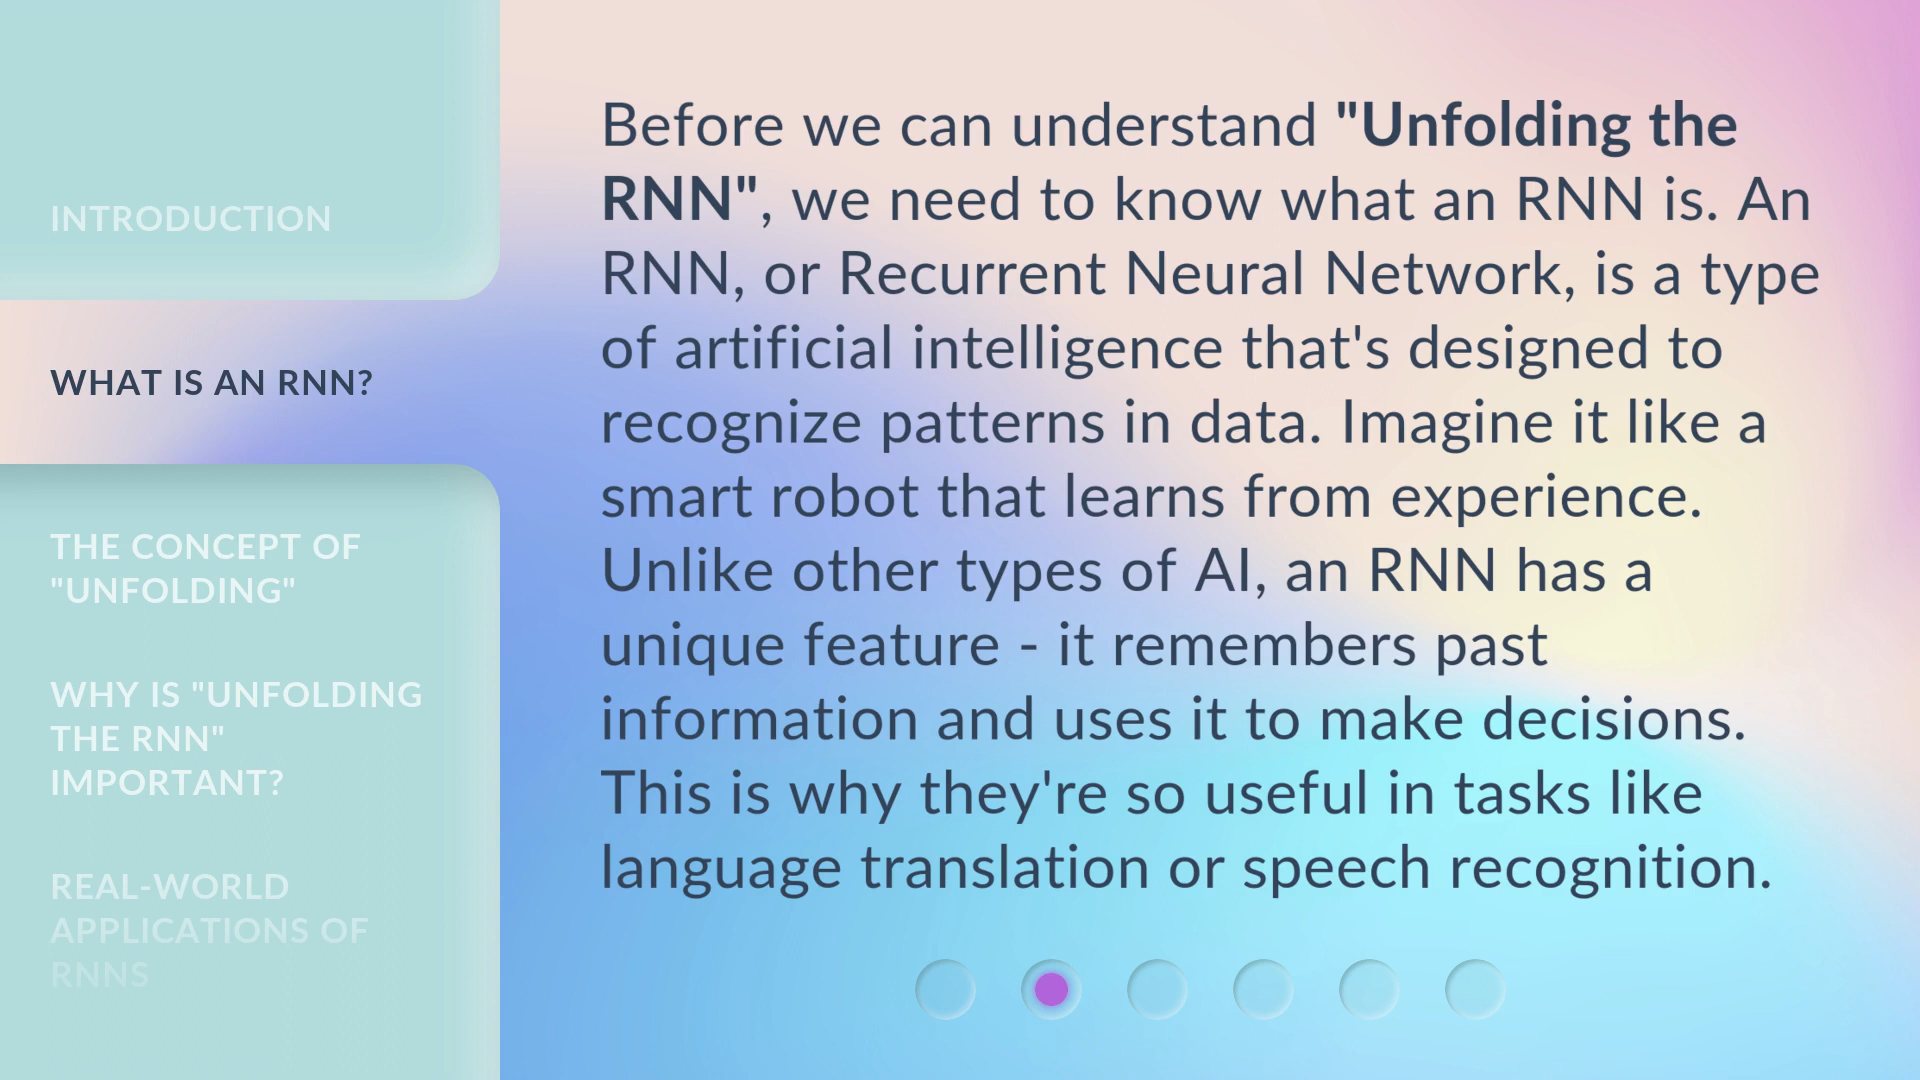 INTRODUCTION
WHAT IS AN RNN?
THE CONCEPT OF
"UNFOLDING"
WHY IS "UNFOLDING
THE RNN"
IMPORTANT?
REAL-WORLD
APPLICATIONS OF
RNNS
Before we can understand "Unfolding the
RNN", we need to know what an RNN is. An
RNN, or Recurrent Neural Network, is a type
of artificial intelligence that's designed to
recognize patterns in data. Imagine it like a
smart robot that learns from experience.
Unlike other types of AI, an RNN has a
unique feature - it remembers past
information and uses it to make decisions.
This is why they're so useful in tasks like
language translation or speech recognition.